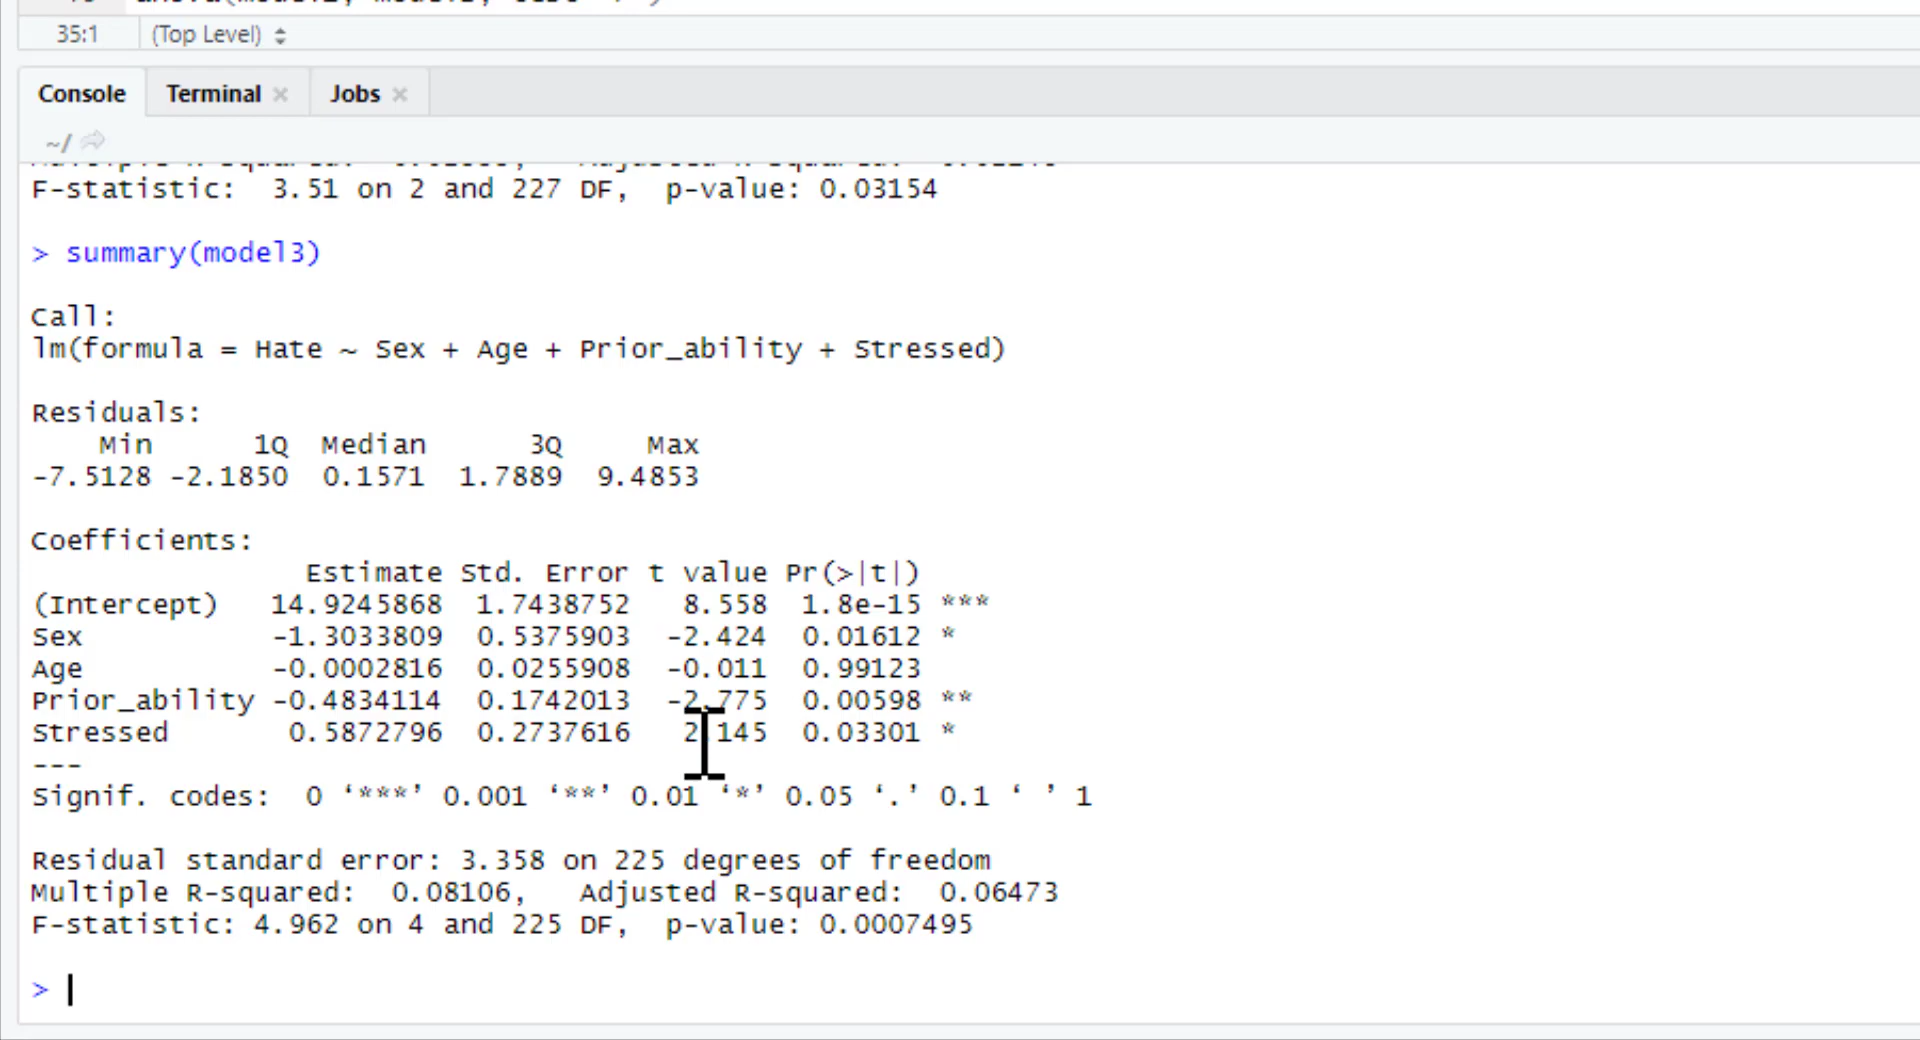 35:1 (Top Level)
Console Terminal Jobs
~/
F-statistic:  3.51 on 2 and 227 DF,  p-value: 0.03154
> summary(model3)
Call:
lm(formula = Hate ~ Sex + Age + Prior_ability + Stressed)
Residuals:
    Min      1Q  Median      3Q     Max
-7.5128 -2.1850  0.1571  1.7889  9.4853
Coefficients:
                Estimate Std. Error t value Pr(>|t|)
(Intercept)   14.9245868  1.7438752   8.558  1.8e-15 ***
Sex           -1.3033809  0.5375903  -2.424  0.01612 *
Age           -0.0002816  0.0255908  -0.011  0.99123
Prior_ability -0.4834114  0.1742013  -2.775  0.00598 **
Stressed       0.5872796  0.2737616   2.145  0.03301 *
---
Signif. codes:  0 ‘***’ 0.001 ‘**’ 0.01 ‘*’ 0.05 ‘.’ 0.1 ‘ ’ 1
Residual standard error: 3.358 on 225 degrees of freedom
Multiple R-squared:  0.08106,   Adjusted R-squared:  0.06473
F-statistic: 4.962 on 4 and 225 DF,  p-value: 0.0007495
>